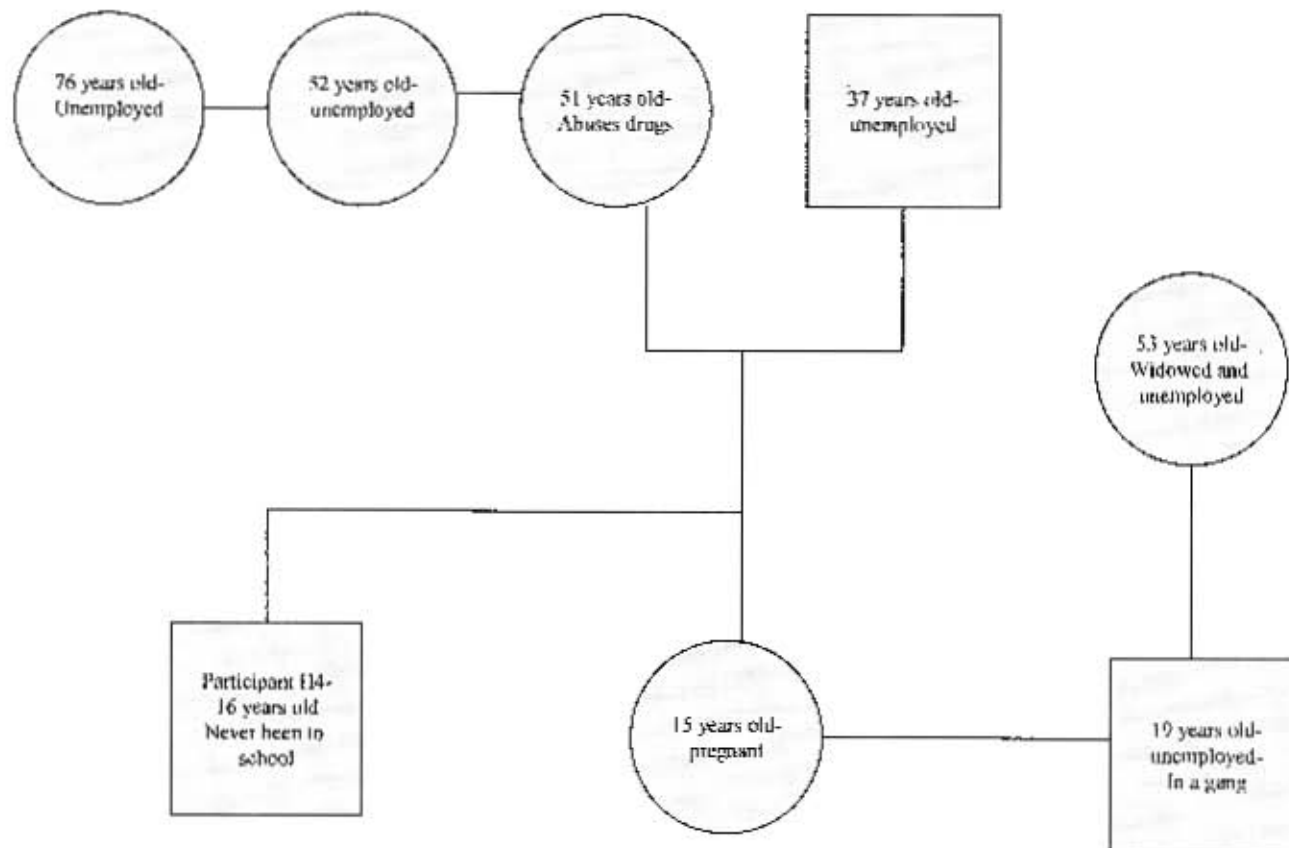 76 years old-
Unemployed
52 years old-
unemployed
51 years old-
Abuses drugs
37 years old-
unemployed
53 years old-
Widowed and
unemployed
Participant H4-
16 years old
Never been in
school
15 years old-
pregnant
19 years old-
unemployed-
In a gang